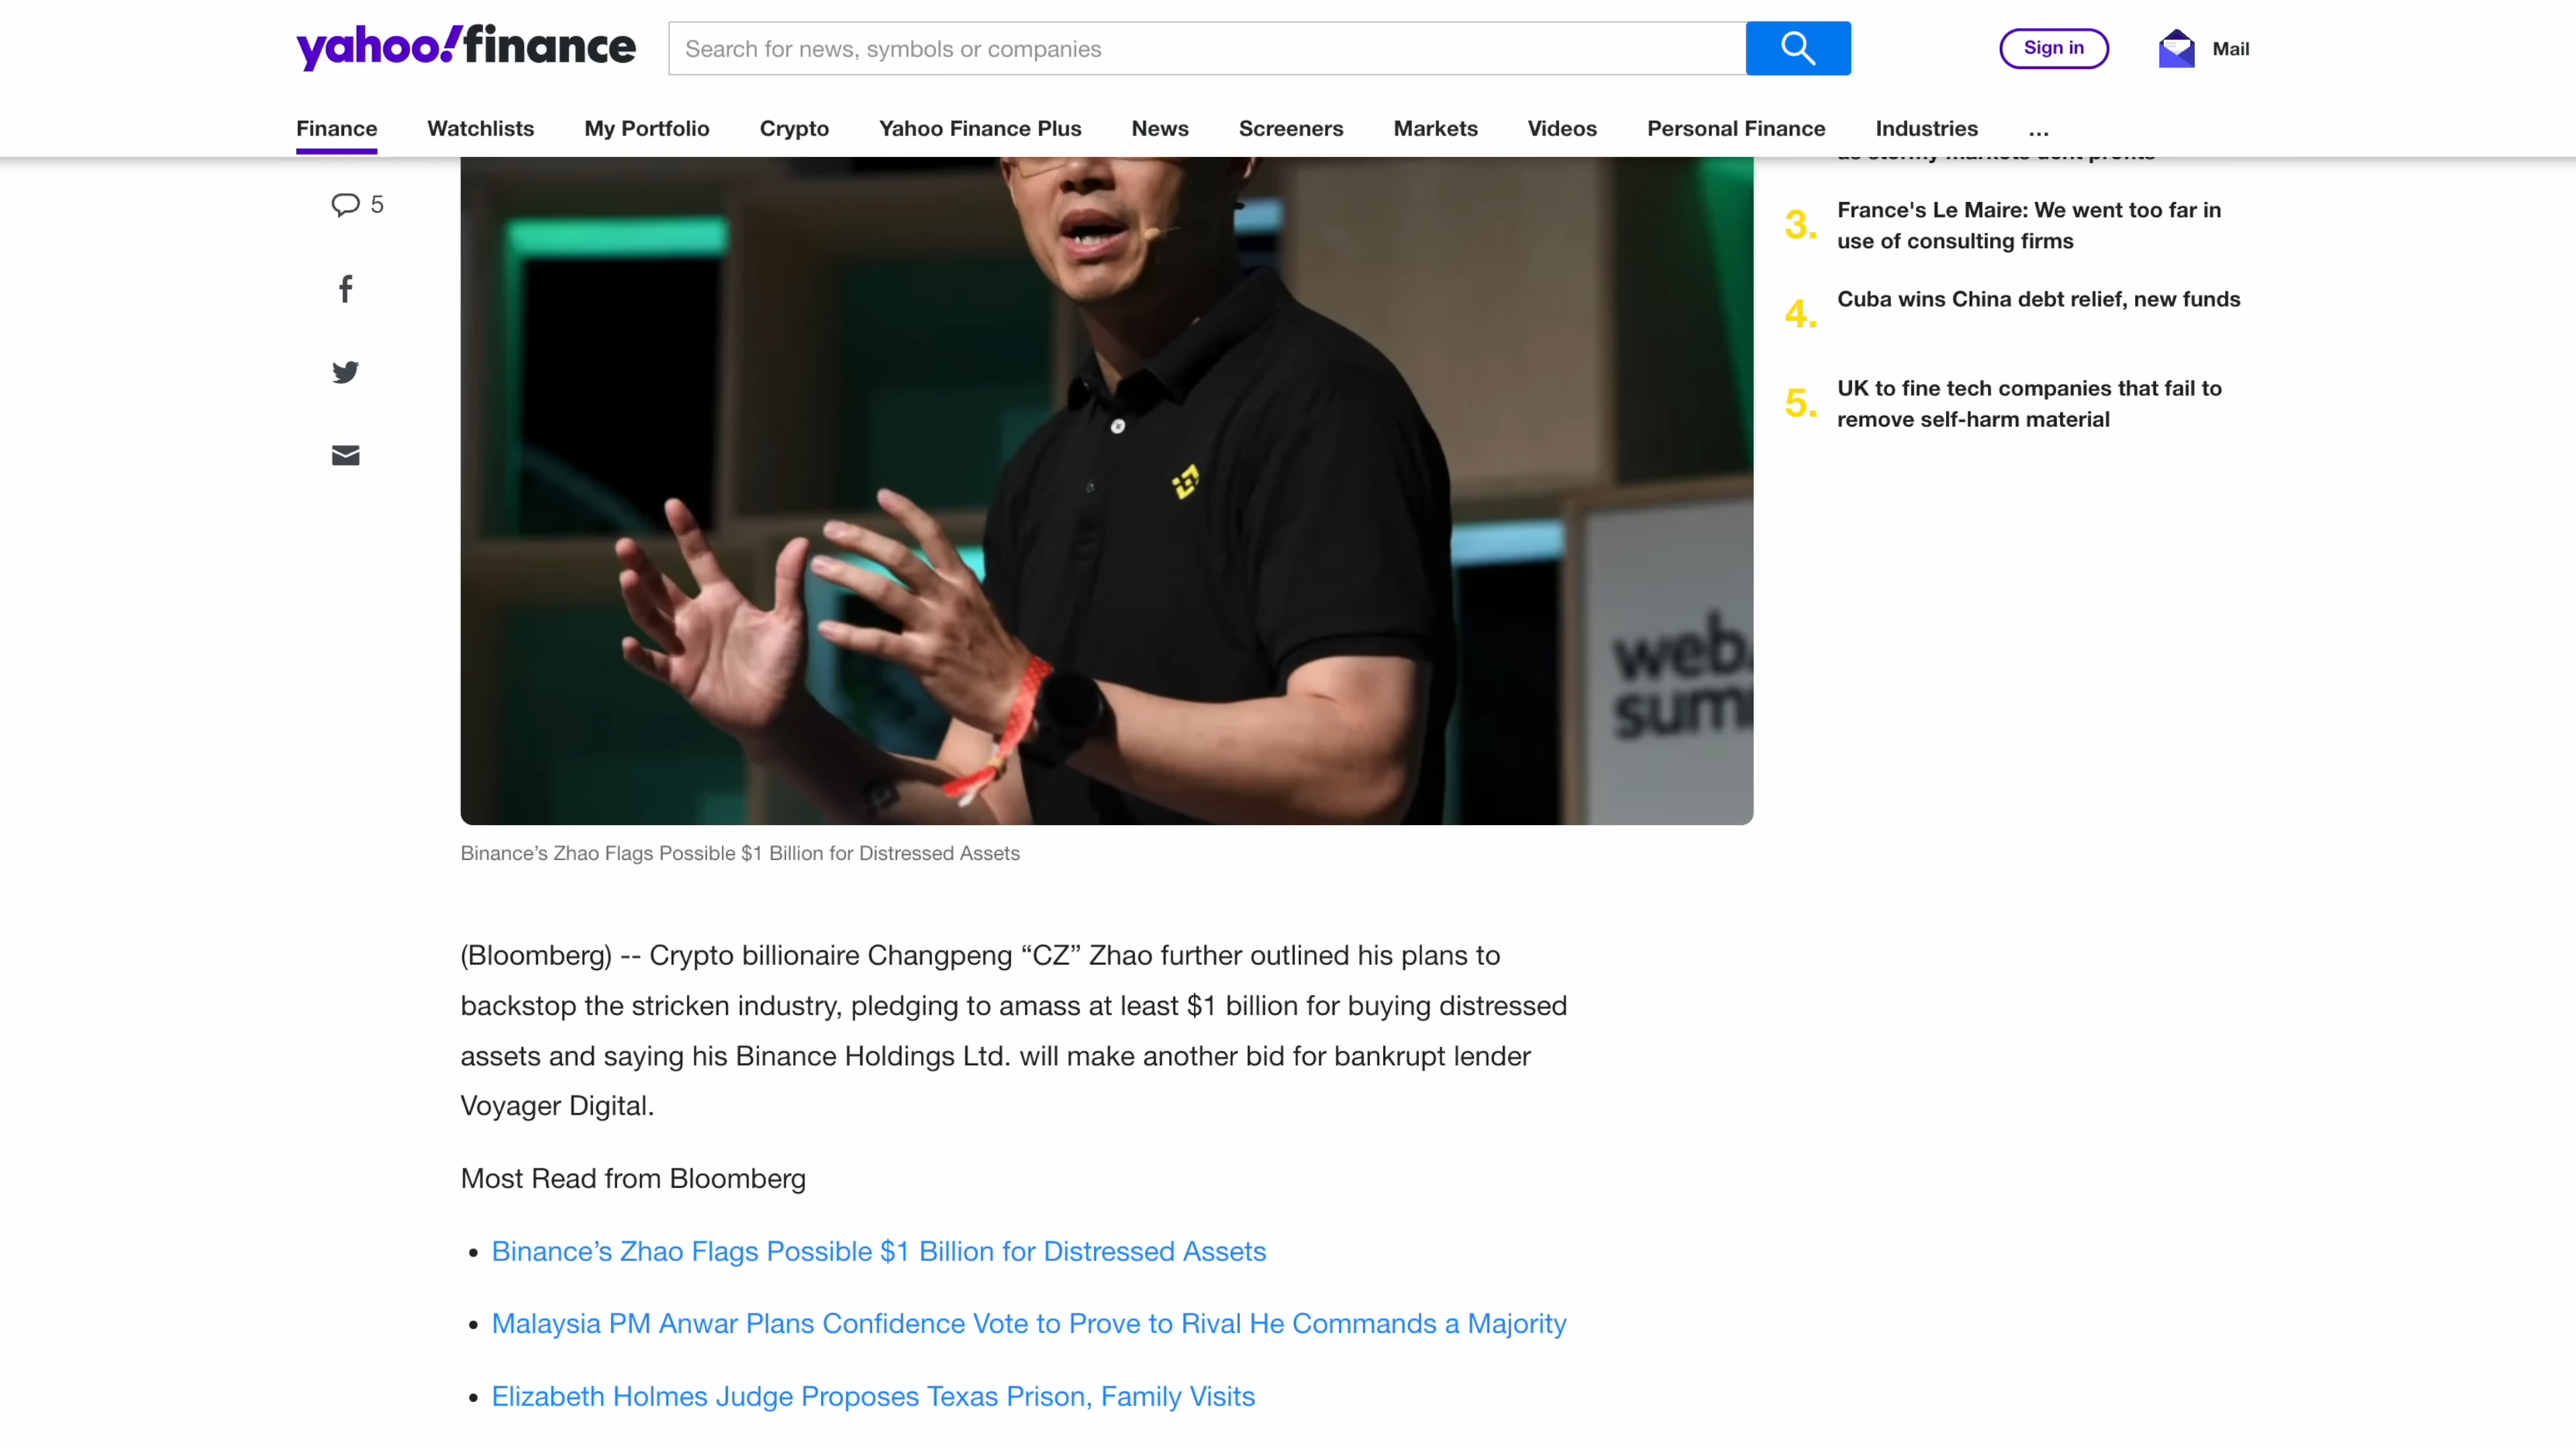 yahoo!finance
Search for news, symbols or companies
Sign in
Mail
Finance
Watchlists
My Portfolio
Crypto
Yahoo Finance Plus
News
Screeners
Markets
Videos
Personal Finance
Industries
...
as stormy markets dent profits
5
3.
France's Le Maire: We went too far in
use of consulting firms
4.
Cuba wins China debt relief, new funds
5.
UK to fine tech companies that fail to
remove self-harm material
web
sum
Binance’s Zhao Flags Possible $1 Billion for Distressed Assets
(Bloomberg) -- Crypto billionaire Changpeng “CZ” Zhao further outlined his plans to
backstop the stricken industry, pledging to amass at least $1 billion for buying distressed
assets and saying his Binance Holdings Ltd. will make another bid for bankrupt lender
Voyager Digital.
Most Read from Bloomberg
• Binance’s Zhao Flags Possible $1 Billion for Distressed Assets
• Malaysia PM Anwar Plans Confidence Vote to Prove to Rival He Commands a Majority
• Elizabeth Holmes Judge Proposes Texas Prison, Family Visits